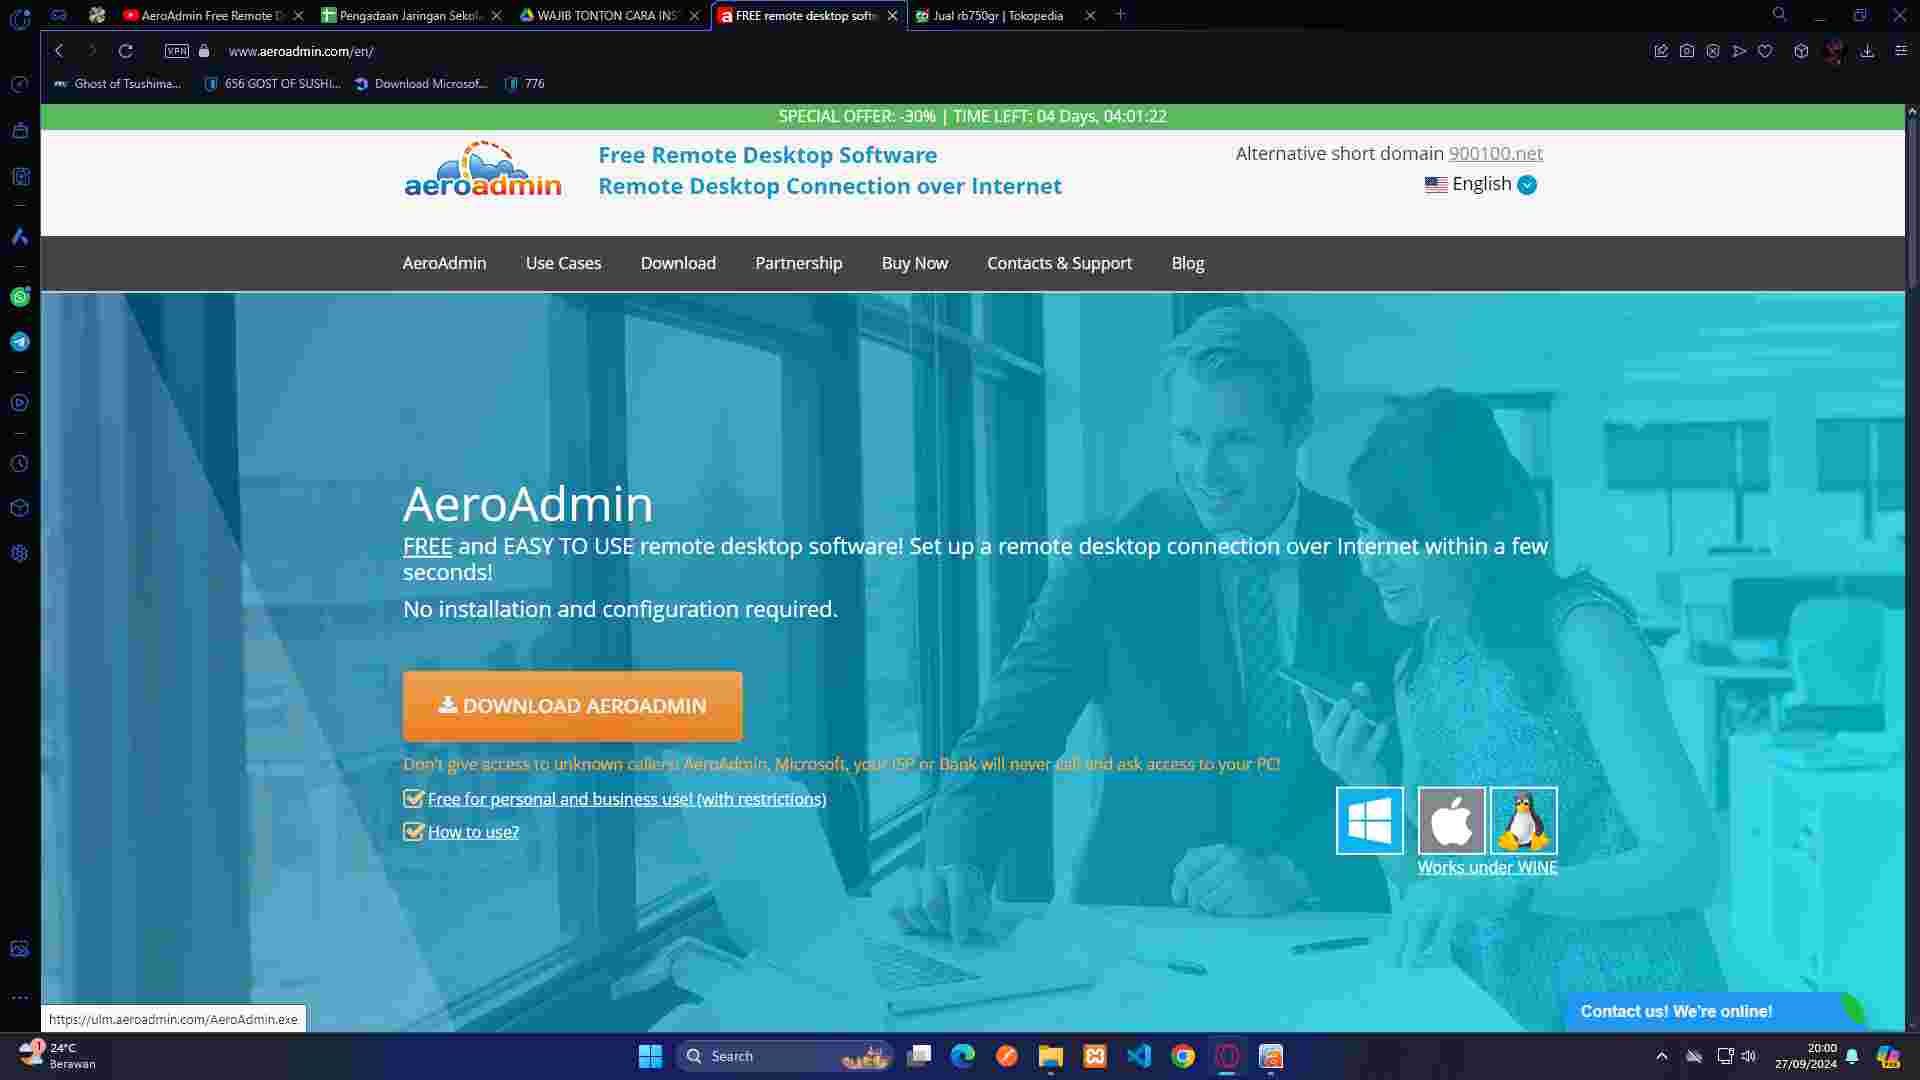 AeroAdmin Free Remote D
Pengadaan Jaringan Sekol
WAJIB TONTON CARA INS
FREE remote desktop soft
Jual rb750gr | Tokopedia
VPN
www.aeroadmin.com/en/
Ghost of Tsushima...
656 GOST OF SUSHI...
Download Microsof...
776
SPECIAL OFFER: -30% | TIME LEFT: 04 Days, 04:01:22
aeroadmin
Free Remote Desktop Software
Remote Desktop Connection over Internet
Alternative short domain 900100.net
English
AeroAdmin
Use Cases
Download
Partnership
Buy Now
Contacts & Support
Blog
AeroAdmin
FREE and EASY TO USE remote desktop software! Set up a remote desktop connection over Internet within a few
seconds!
No installation and configuration required.
DOWNLOAD AEROADMIN
Don't give access to unknown callers! AeroAdmin, Microsoft, your ISP or Bank will never call and ask access to your PC!
Free for personal and business use! (with restrictions)
How to use?
Works under WINE
https://ulm.aeroadmin.com/AeroAdmin.exe
Contact us! We're online!
1
24°C
Berawan
Search
20:00
27/09/2024